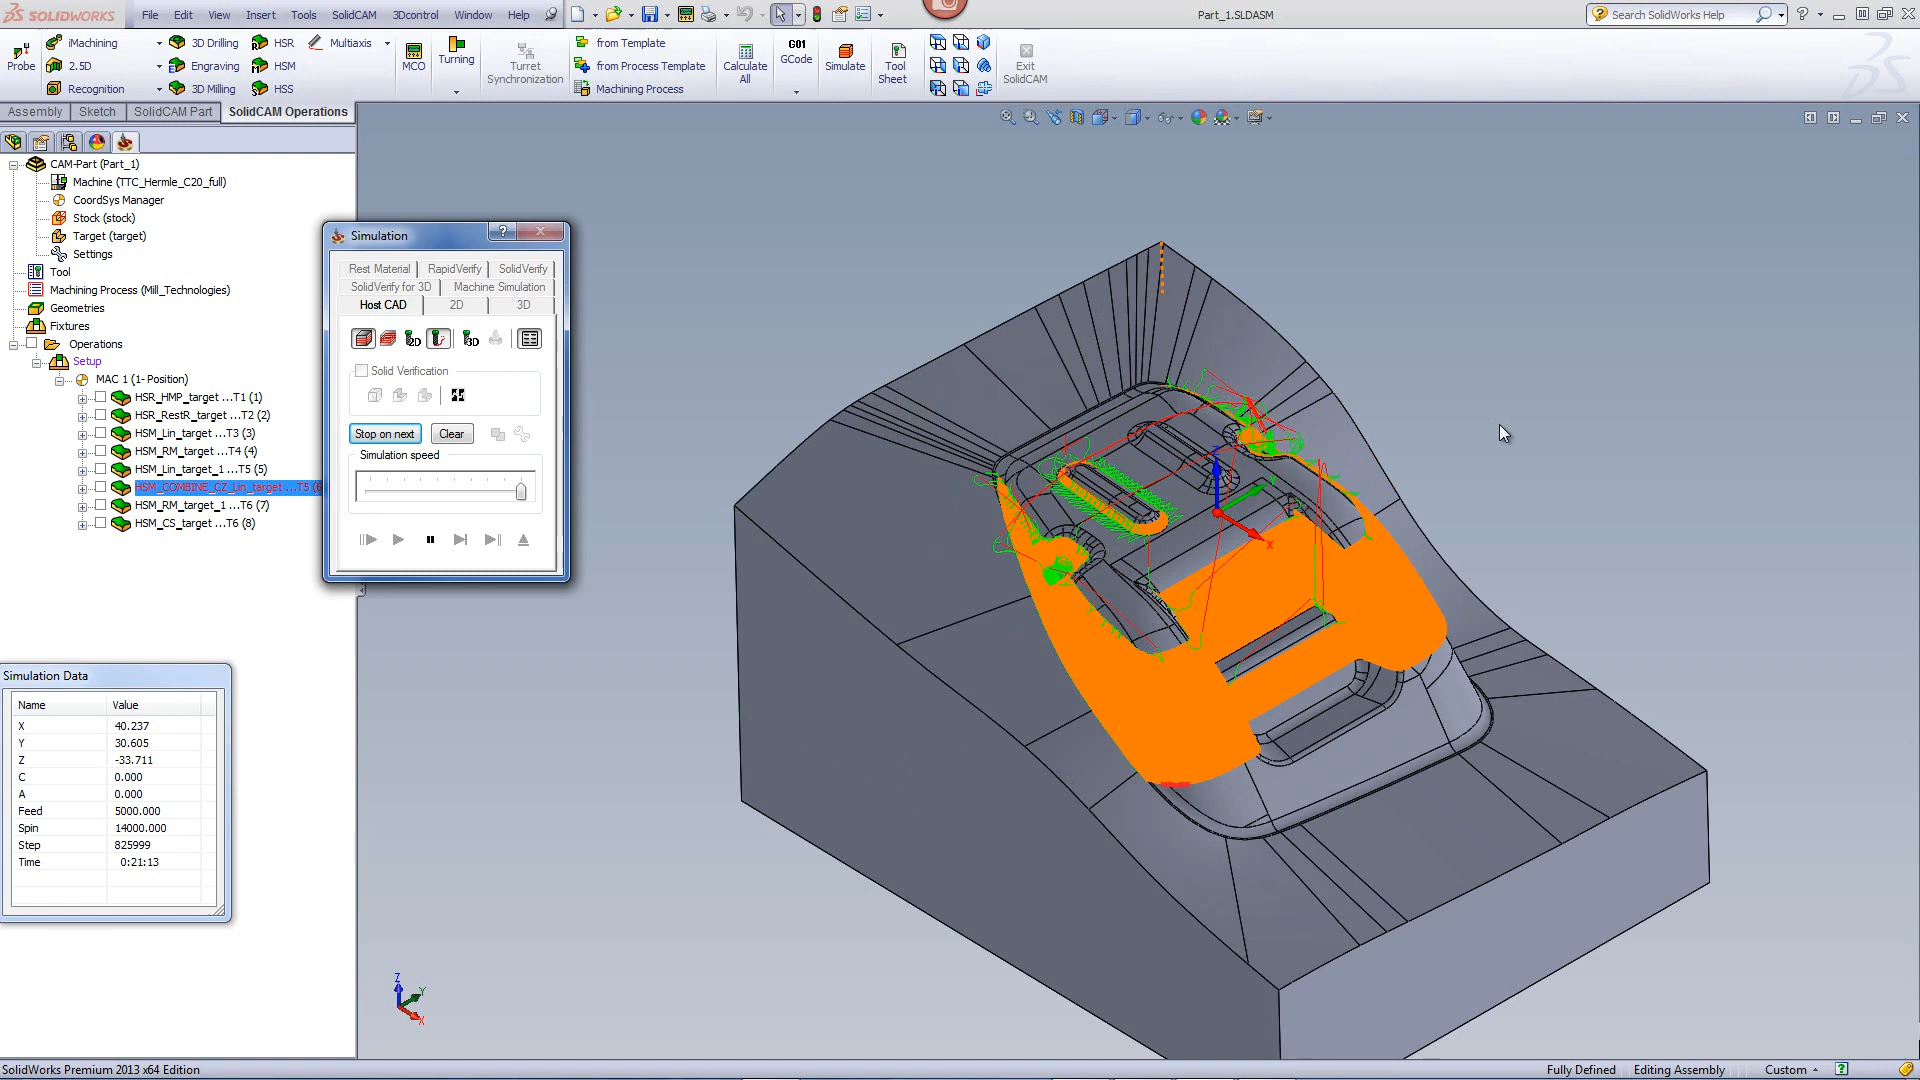 SOLIDWORKS File Edit View Insert Tools SolidCAM 3Dcontrol Window Help Part_1.SLDASM Search SolidWorks Help
Probe
iMachining
2.5D
Recognition
3D Drilling
Engraving
3D Milling
HSR
HSM
HSS
Multiaxis
MCO
Turning
Turret
Synchronization
from Template
from Process Template
Machining Process
Calculate
All
G01
GCode
Simulate
Tool
Sheet
Exit
SolidCAM
Assembly Sketch SolidCAM Part SolidCAM Operations
CAM-Part (Part_1)
Machine (TTC_Hermle_C20_full)
CoordSys Manager
Stock (stock)
Target (target)
Settings
Tool
Machining Process (Mill_Technologies)
Geometries
Fixtures
Operations
Setup
MAC 1 (1- Position)
HSR_HMP_target ...T1 (1)
HSR_RestR_target ...T2 (2)
HSM_Lin_target ...T3 (3)
HSM_RM_target ...T4 (4)
HSM_Lin_target_1 ...T5 (5)
HSM_COMBINE_CZ_Lin_target ...T5 (6
HSM_RM_target_1 ...T6 (7)
HSM_CS_target ...T6 (8)
Simulation
Rest Material RapidVerify SolidVerify
SolidVerify for 3D Machine Simulation
Host CAD 2D 3D
2D 3D
Solid Verification
Stop on next Clear
Simulation speed
Simulation Data
Name Value
X 40.237
Y 30.605
Z -33.711
C 0.000
A 0.000
Feed 5000.000
Spin 14000.000
Step 825999
Time 0:21:13
Z
Y
X
Z
Y
X
SolidWorks Premium 2013 x64 Edition Fully Defined Editing Assembly Custom